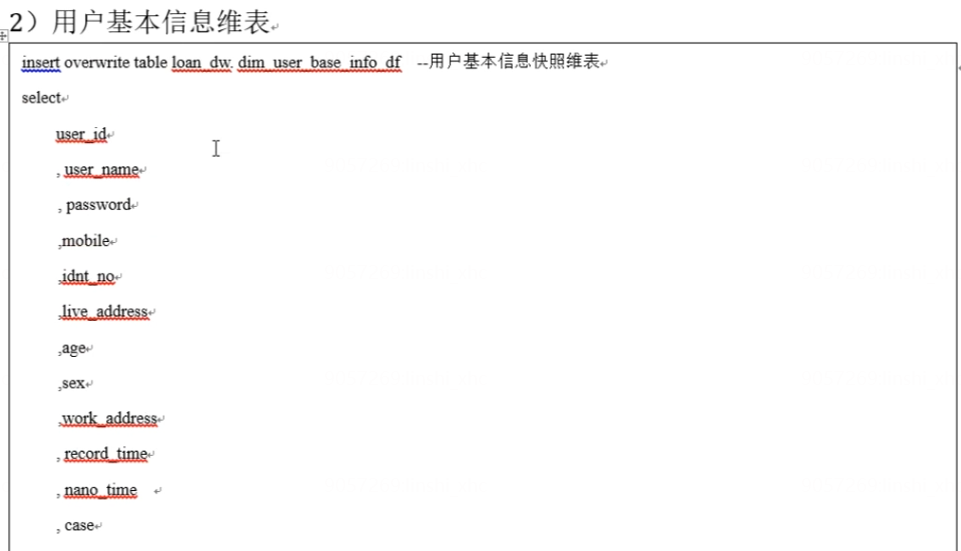 2）用户基本信息维表
insert overwrite table loan_dw. dim_user_base_info_df --用户基本信息快照维表
select
user_id
, user_name
, password
,mobile
,idnt_no
,live_address
,age
,sex
,work_address
, record_time
, nano_time
, case